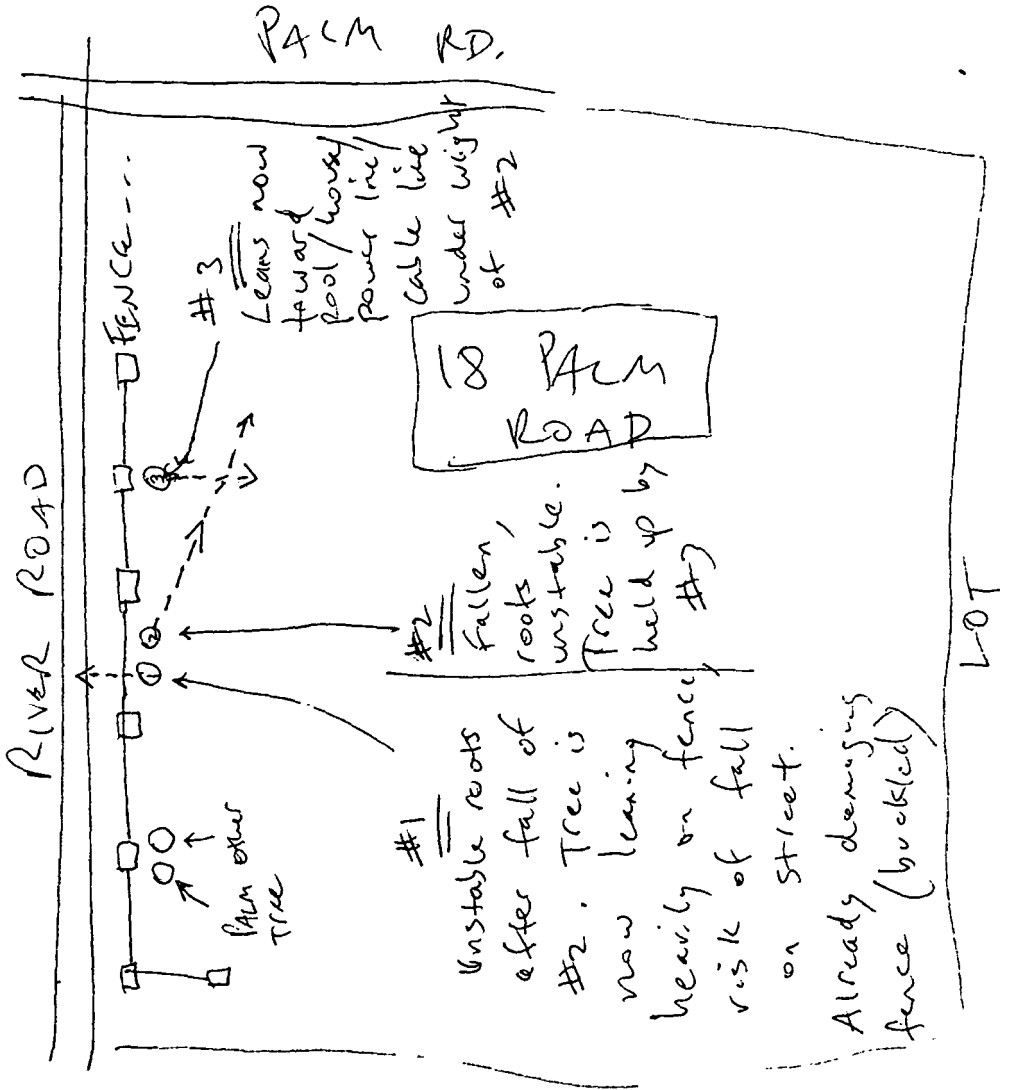 RIVER ROAD
PALM RD.
FENCE ---
PALM other
TREE
① ② ③
#1
Unstable roots
after fall of
#2. Tree is
now leaning
heavily on fence,
risk of fall
on street.
Already damaging
fence (buckled)
#2
Fallen,
roots
unstable.
Tree is
held up by
#3
#3
Leans now
toward
Pool/house/
power line/
cable line
under weight
of #2
18 PALM
ROAD
LOT